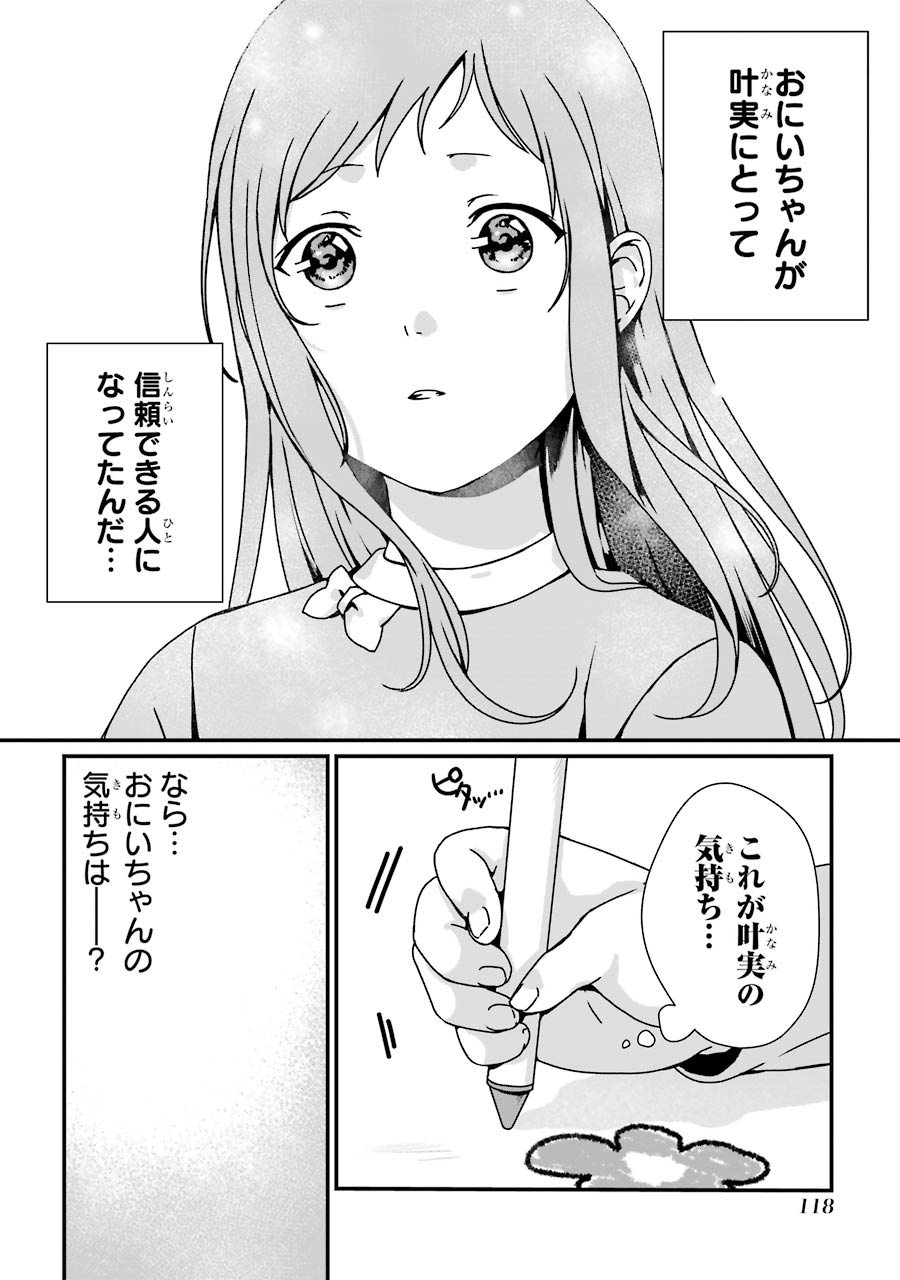 おにいちゃんが
叶実にとって
信頼できる人に
なってたんだ…
これが叶実の
気持ち…
ピタッ…
なら…
おにいちゃんの
気持ちは――?
118